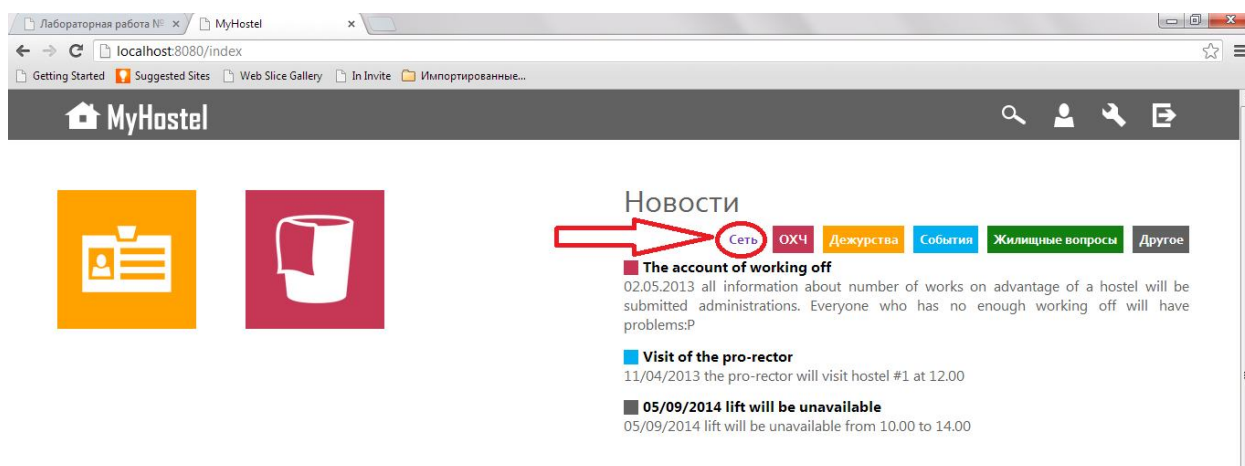 Лабораторная работа №
MyHostel
localhost:8080/index
Getting Started Suggested Sites Web Slice Gallery In Invite Импортированные...
MyHostel
Новости
Сеть ОХЧ Дежурства События Жилищные вопросы Другое
The account of working off
02.05.2013 all information about number of works on advantage of a hostel will be
submitted administrations. Everyone who has no enough working off will have
problems:P
Visit of the pro-rector
11/04/2013 the pro-rector will visit hostel #1 at 12.00
05/09/2014 lift will be unavailable
05/09/2014 lift will be unavailable from 10.00 to 14.00